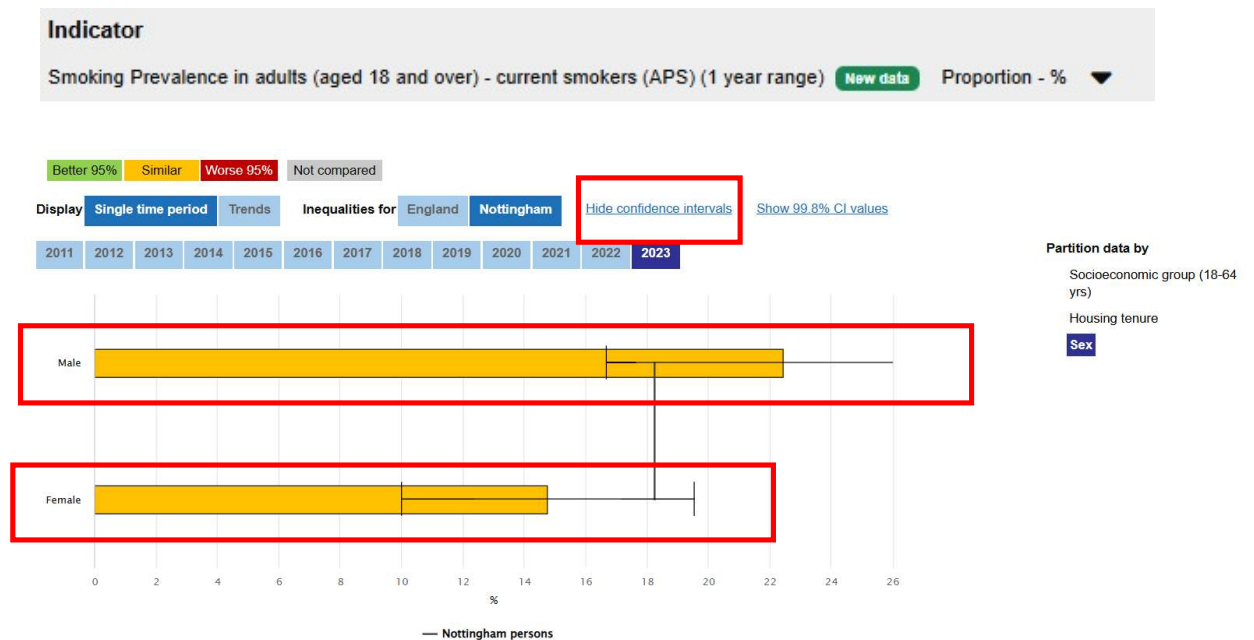 Indicator
Smoking Prevalence in adults (aged 18 and over) - current smokers (APS) (1 year range) New data Proportion - %
Better 95% Similar Worse 95% Not compared
Display Single time period Trends Inequalities for England Nottingham Hide confidence intervals Show 99.8% CI values
2011 2012 2013 2014 2015 2016 2017 2018 2019 2020 2021 2022 2023
Partition data by
Socioeconomic group (18-64
yrs)
Housing tenure
Sex
Male
Female
0 2 4 6 8 10 12 14 16 18 20 22 24 26
%
Nottingham persons